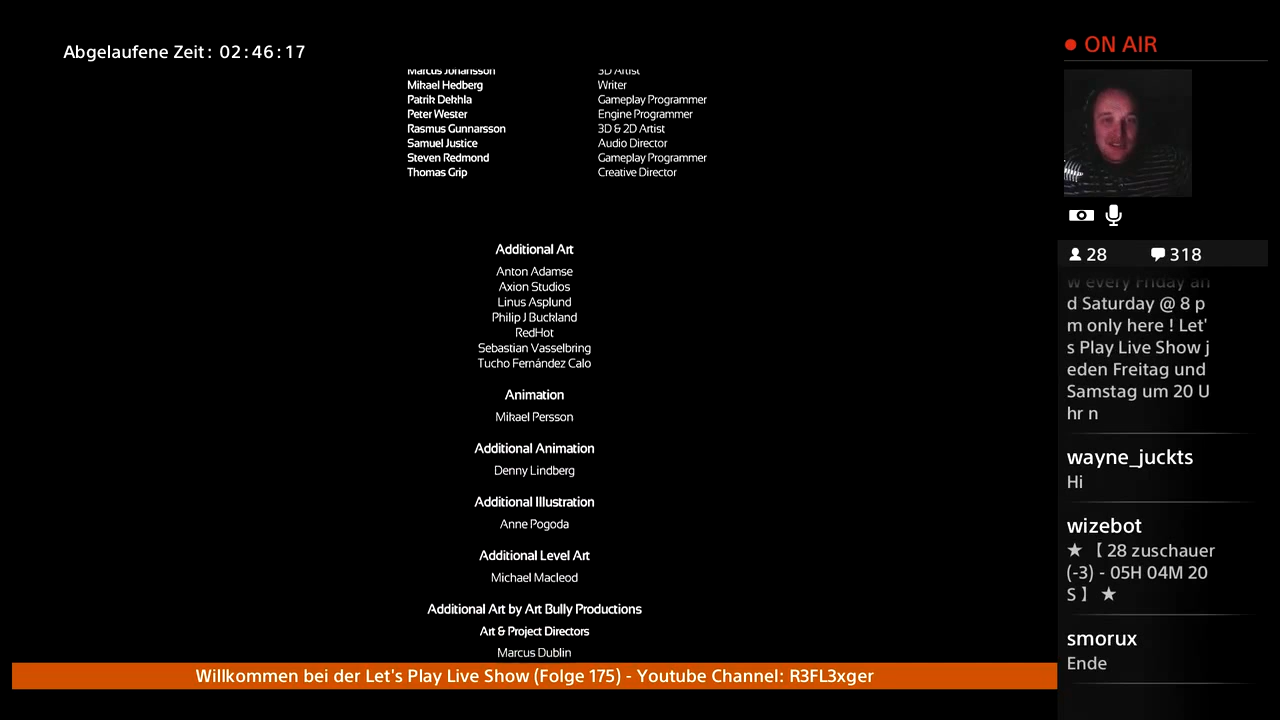 Abgelaufene Zeit: 02:46:17
Marcus Johansson 3D Artist
Mikael Hedberg Writer
Patrik Dekhla Gameplay Programmer
Peter Wester Engine Programmer
Rasmus Gunnarsson 3D & 2D Artist
Samuel Justice Audio Director
Steven Redmond Gameplay Programmer
Thomas Grip Creative Director
Additional Art
Anton Adamse
Axion Studios
Linus Asplund
Philip J Buckland
RedHot
Sebastian Vasselbring
Tucho Fernández Calo
Animation
Mikael Persson
Additional Animation
Denny Lindberg
Additional Illustration
Anne Pogoda
Additional Level Art
Michael Macleod
Additional Art by Art Bully Productions
Art & Project Directors
Marcus Dublin
Willkommen bei der Let's Play Live Show (Folge 175) - Youtube Channel: R3FL3xger
ON AIR
28 318
w every Friday an
d Saturday @ 8 p
m only here ! Let'
s Play Live Show j
eden Freitag und
Samstag um 20 U
hr n
wayne_juckts
Hi
wizebot
★ 【 28 zuschauer
(-3) - 05H 04M 20
S 】 ★
smorux
Ende